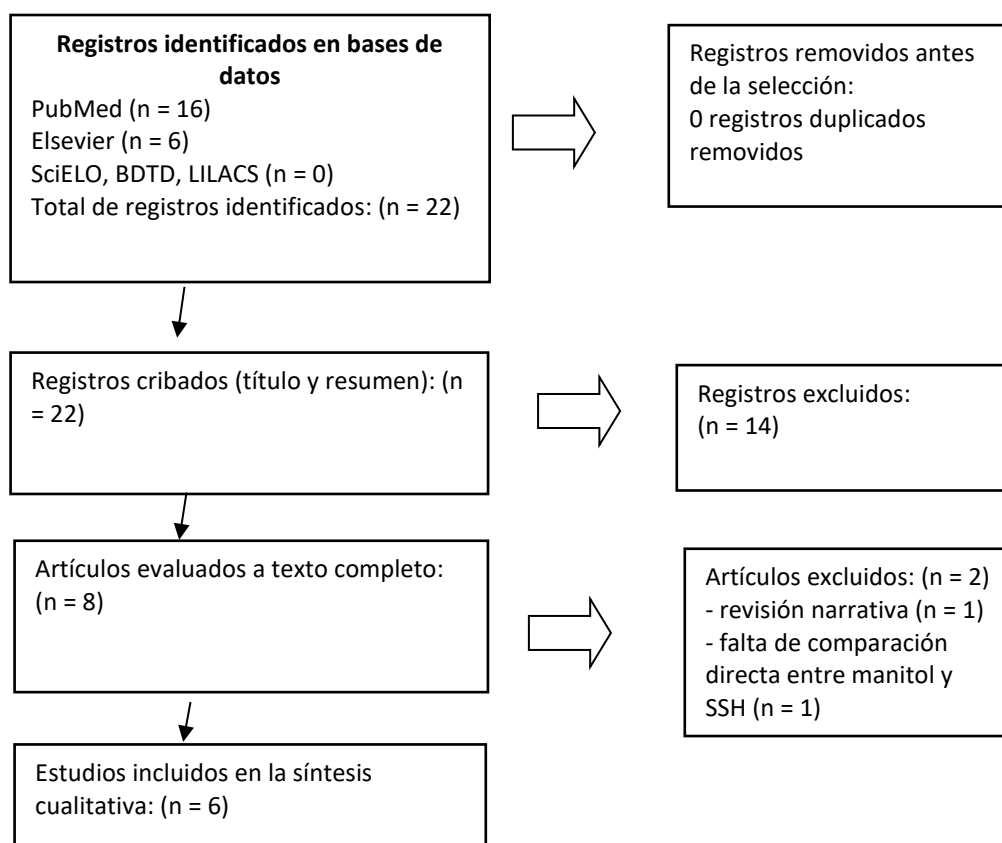 Registros identificados en bases de
datos
PubMed (n = 16)
Elsevier (n = 6)
SciELO, BDTD, LILACS (n = 0)
Total de registros identificados: (n = 22)
Registros removidos antes
de la selección:
0 registros duplicados
removidos
Registros cribados (título y resumen): (n
= 22)
Registros excluidos:
(n = 14)
Artículos evaluados a texto completo:
(n = 8)
Artículos excluidos: (n = 2)
- revisión narrativa (n = 1)
- falta de comparación
directa entre manitol y
SSH (n = 1)
Estudios incluidos en la síntesis
cualitativa: (n = 6)